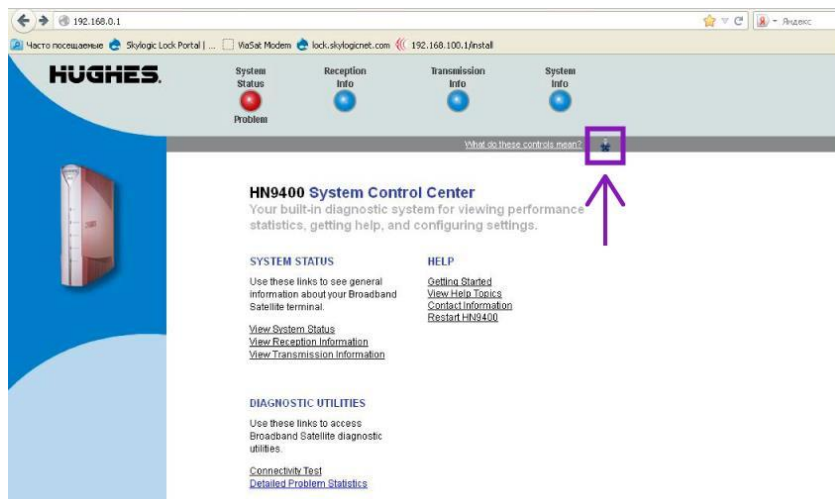 192.168.0.1
Яндекс
Часто посещаемые Skylogic Lock Portal | ... ViaSat Modem lock.skylogicnet.com 192.168.100.1/install
HUGHES.
System Status
Reception Info
Transmission Info
System Info
Problem
What do these controls mean?
HN9400 System Control Center
Your built-in diagnostic system for viewing performance
statistics, getting help, and configuring settings.
SYSTEM STATUS
Use these links to see general
information about your Broadband
Satellite terminal.
View System Status
View Reception Information
View Transmission Information
HELP
Getting Started
View Help Topics
Contact Information
Restart HN9400
DIAGNOSTIC UTILITIES
Use these links to access
Broadband Satellite diagnostic
utilities.
Connectivity Test
Detailed Problem Statistics